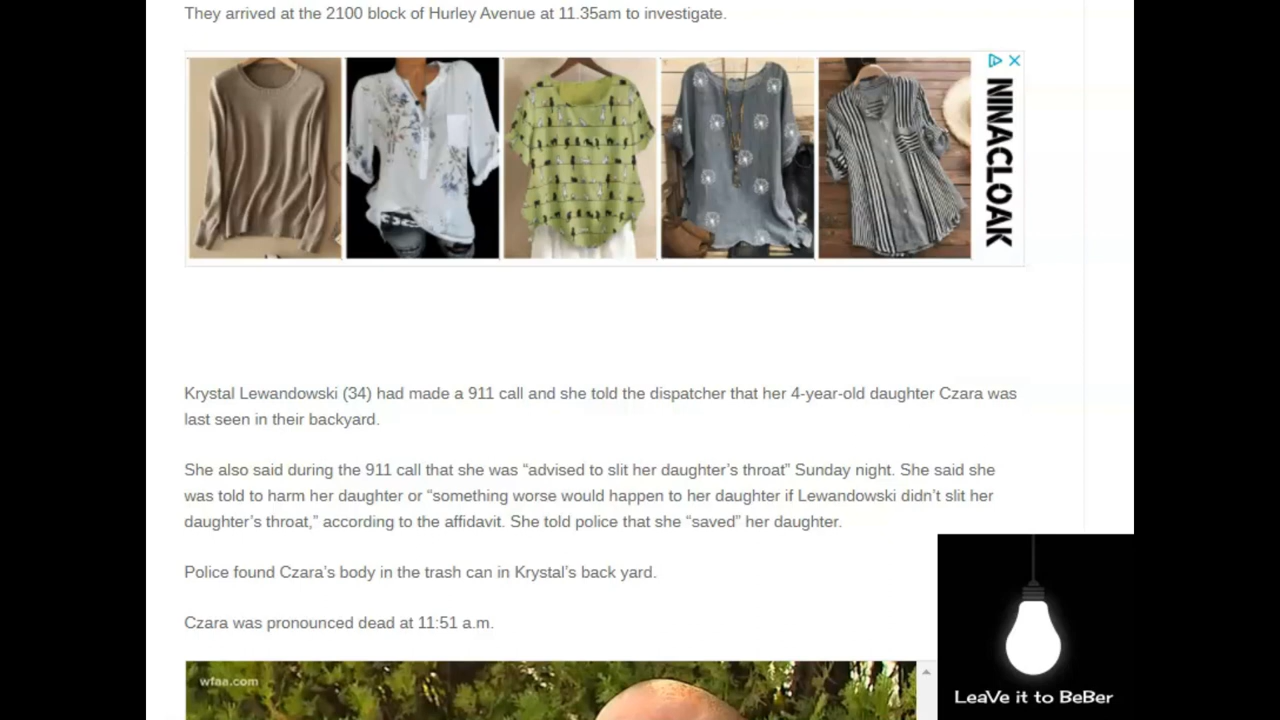 They arrived at the 2100 block of Hurley Avenue at 11.35am to investigate.
NINACLOAK
Krystal Lewandowski (34) had made a 911 call and she told the dispatcher that her 4-year-old daughter Czara was
last seen in their backyard.
She also said during the 911 call that she was “advised to slit her daughter’s throat” Sunday night. She said she
was told to harm her daughter or “something worse would happen to her daughter if Lewandowski didn’t slit her
daughter’s throat,” according to the affidavit. She told police that she “saved” her daughter.
Police found Czara’s body in the trash can in Krystal’s back yard.
Czara was pronounced dead at 11:51 a.m.
wfaa.com
LeaVe it to BeBer